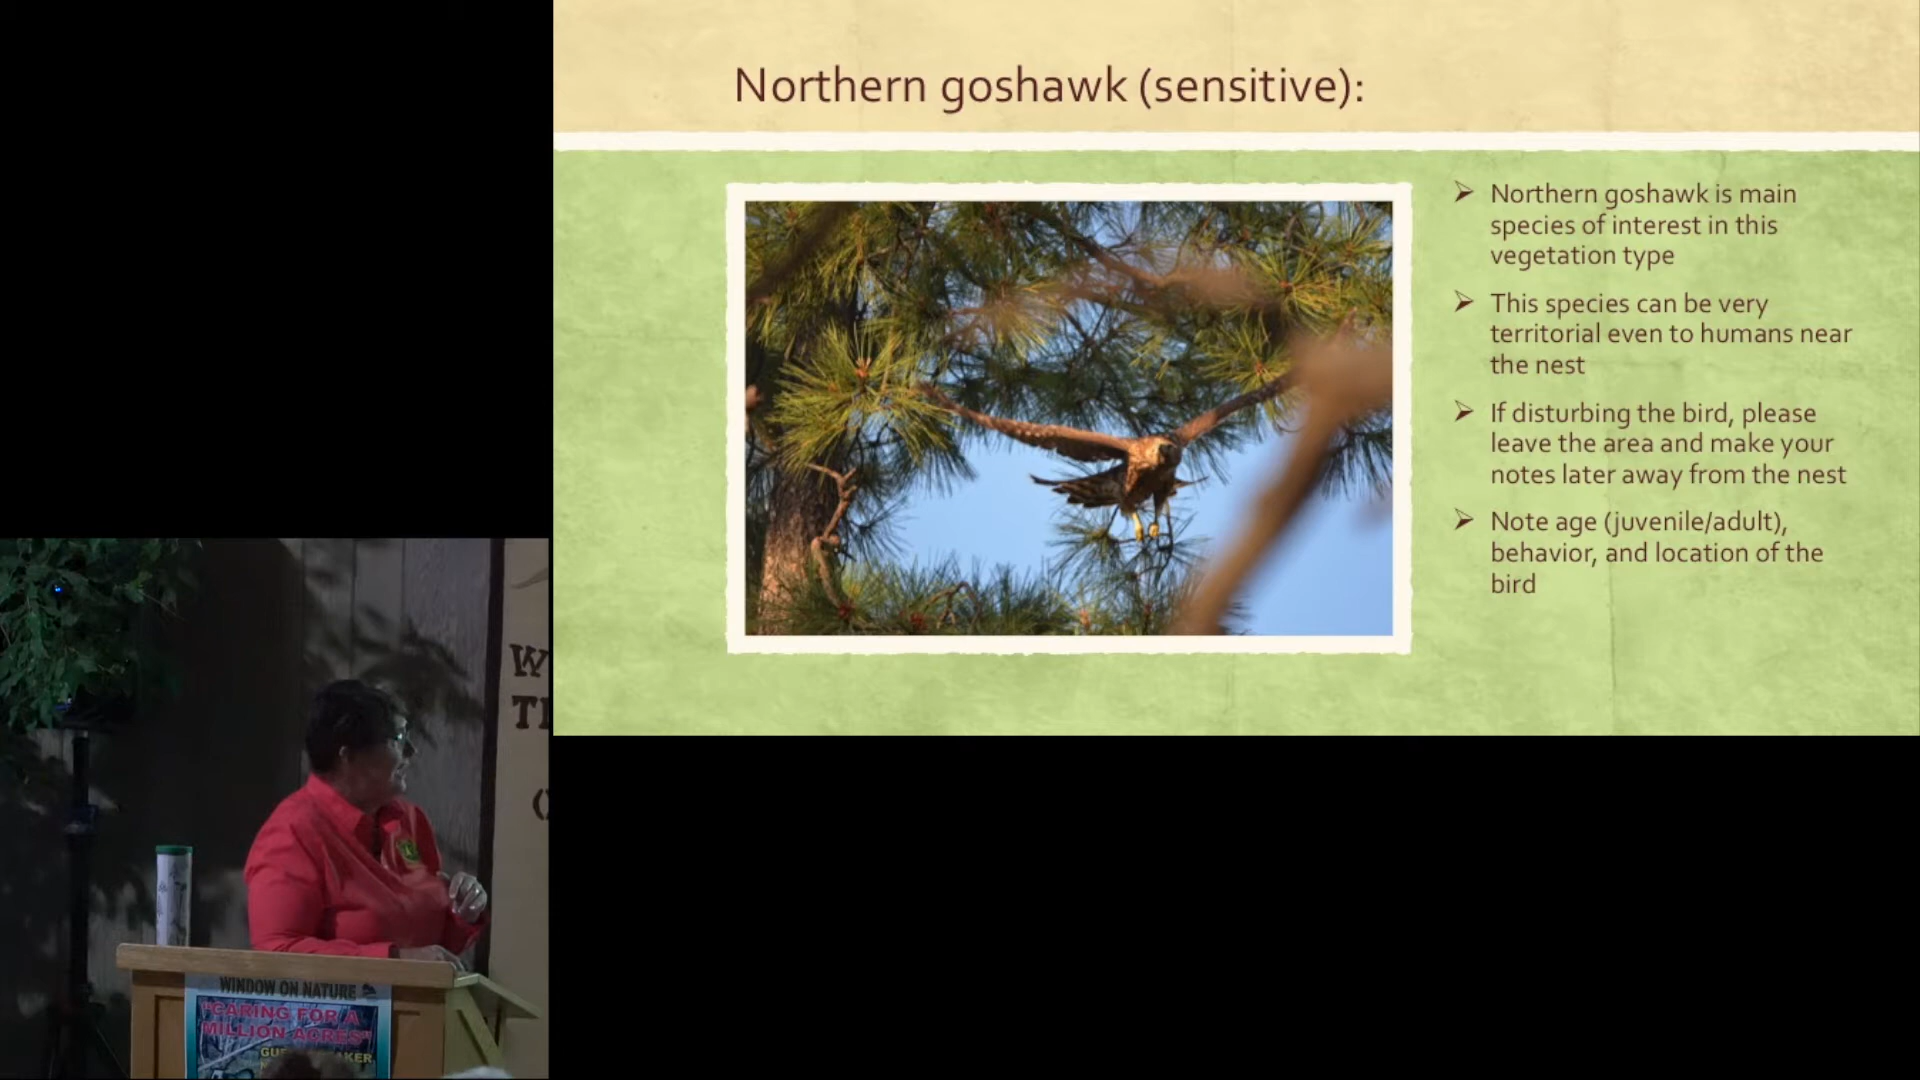 Northern goshawk (sensitive):
➢ Northern goshawk is main
species of interest in this
vegetation type
➢ This species can be very
territorial even to humans near
the nest
➢ If disturbing the bird, please
leave the area and make your
notes later away from the nest
➢ Note age (juvenile/adult),
behavior, and location of the
bird
W
WINDOW ON NATURE
"CARING FOR A
MILLION ACRES"